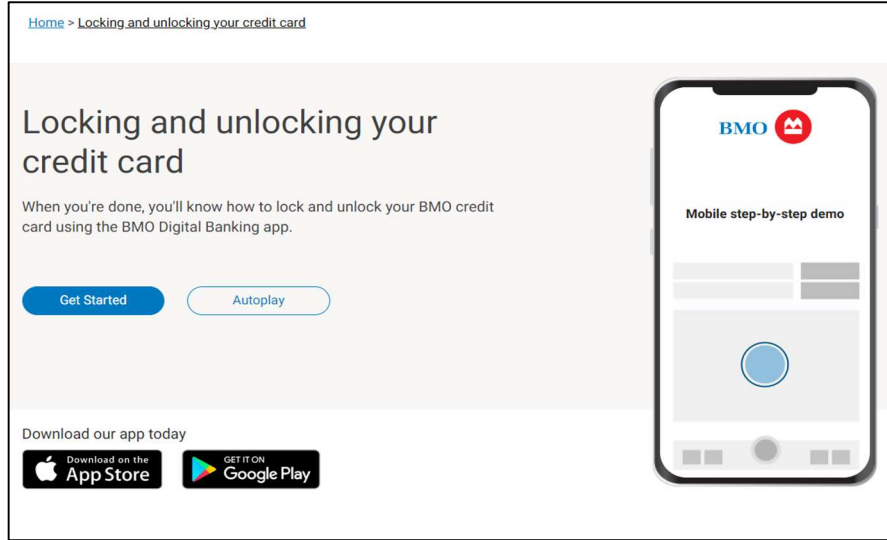 Home > Locking and unlocking your credit card
Locking and unlocking your
credit card
When you're done, you'll know how to lock and unlock your BMO credit
card using the BMO Digital Banking app.
Get Started
Autoplay
Download our app today
Download on the
App Store
GET IT ON
Google Play
BMO
Mobile step-by-step demo